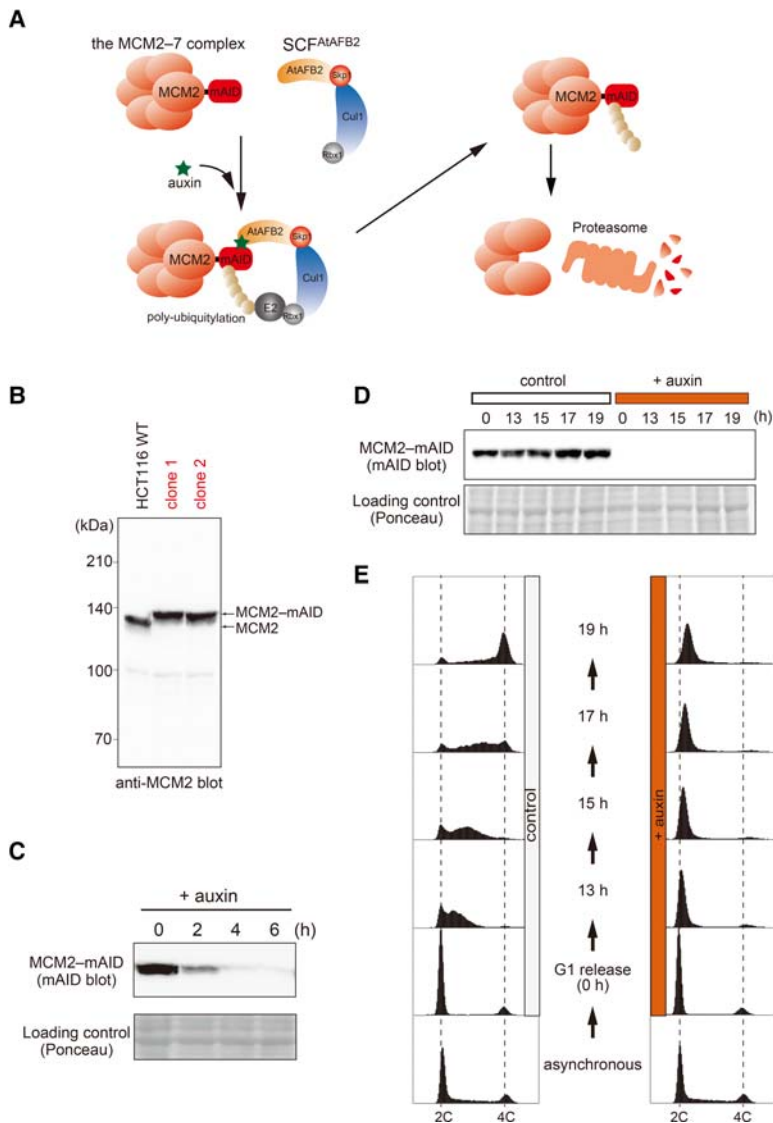 A
the MCM2–7 complex
SCF^AtAFB2
AtAFB2
Skp1
MCM2
mAID
Cul1
Rbx1
auxin
MCM2
mAID
AtAFB2
Skp1
MCM2
mAID
Cul1
E2
Rbx1
poly-ubiquitylation
Proteasome
B
HCT116 WT
clone 1
clone 2
(kDa)
210
140
100
70
MCM2–mAID
MCM2
anti-MCM2 blot
C
+ auxin
0 2 4 6 (h)
MCM2–mAID
(mAID blot)
Loading control
(Ponceau)
D
control + auxin
0 13 15 17 19 0 13 15 17 19 (h)
MCM2–mAID
(mAID blot)
Loading control
(Ponceau)
E
control
+ auxin
19 h
17 h
15 h
13 h
G1 release
(0 h)
asynchronous
2C 4C 2C 4C